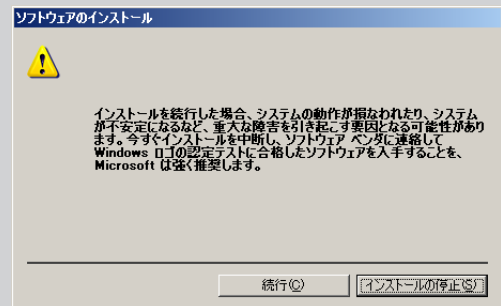 ソフトウェアのインストール
インストールを続行した場合、システムの動作が損なわれたり、システム
が不安定になるなど、重大な障害を引き起こす要因となる可能性があり
ます。今すぐインストールを中断し、ソフトウェア ベンダに連絡して
Windows ロゴの認定テストに合格したソフトウェアを入手することを、
Microsoft は強く推奨します。
続行(C)
インストールの停止(S)